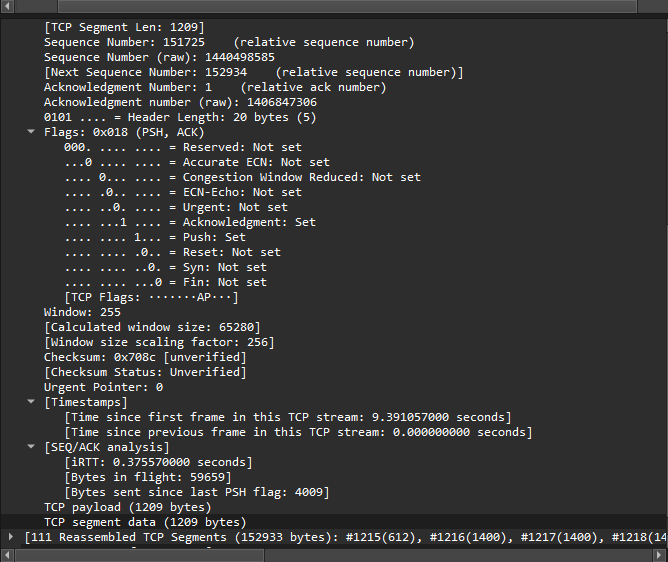 [TCP Segment Len: 1209]
Sequence Number: 151725    (relative sequence number)
Sequence Number (raw): 1440498585
[Next Sequence Number: 152934    (relative sequence number)]
Acknowledgment Number: 1    (relative ack number)
Acknowledgment number (raw): 1406847306
0101 .... = Header Length: 20 bytes (5)
Flags: 0x018 (PSH, ACK)
000. .... .... = Reserved: Not set
...0 .... .... = Accurate ECN: Not set
.... 0... .... = Congestion Window Reduced: Not set
.... .0.. .... = ECN-Echo: Not set
.... ..0. .... = Urgent: Not set
.... ...1 .... = Acknowledgment: Set
.... .... 1... = Push: Set
.... .... .0.. = Reset: Not set
.... .... ..0. = Syn: Not set
.... .... ...0 = Fin: Not set
[TCP Flags: ·······AP···]
Window: 255
[Calculated window size: 65280]
[Window size scaling factor: 256]
Checksum: 0x708c [unverified]
[Checksum Status: Unverified]
Urgent Pointer: 0
[Timestamps]
[Time since first frame in this TCP stream: 9.391057000 seconds]
[Time since previous frame in this TCP stream: 0.000000000 seconds]
[SEQ/ACK analysis]
[iRTT: 0.375570000 seconds]
[Bytes in flight: 59659]
[Bytes sent since last PSH flag: 4009]
TCP payload (1209 bytes)
TCP segment data (1209 bytes)
[111 Reassembled TCP Segments (152933 bytes): #1215(612), #1216(1400), #1217(1400), #1218(14